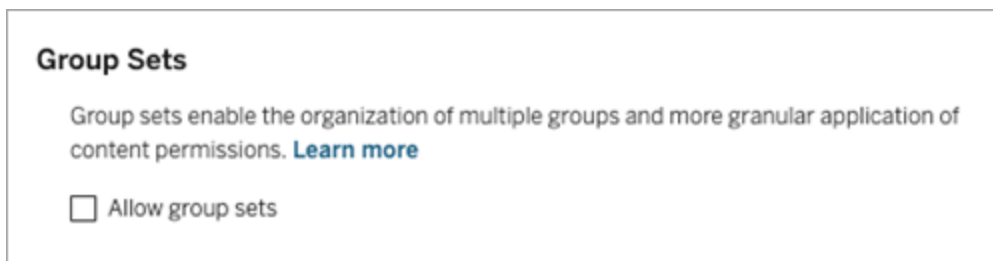 Group Sets
Group sets enable the organization of multiple groups and more granular application of
content permissions. Learn more
Allow group sets